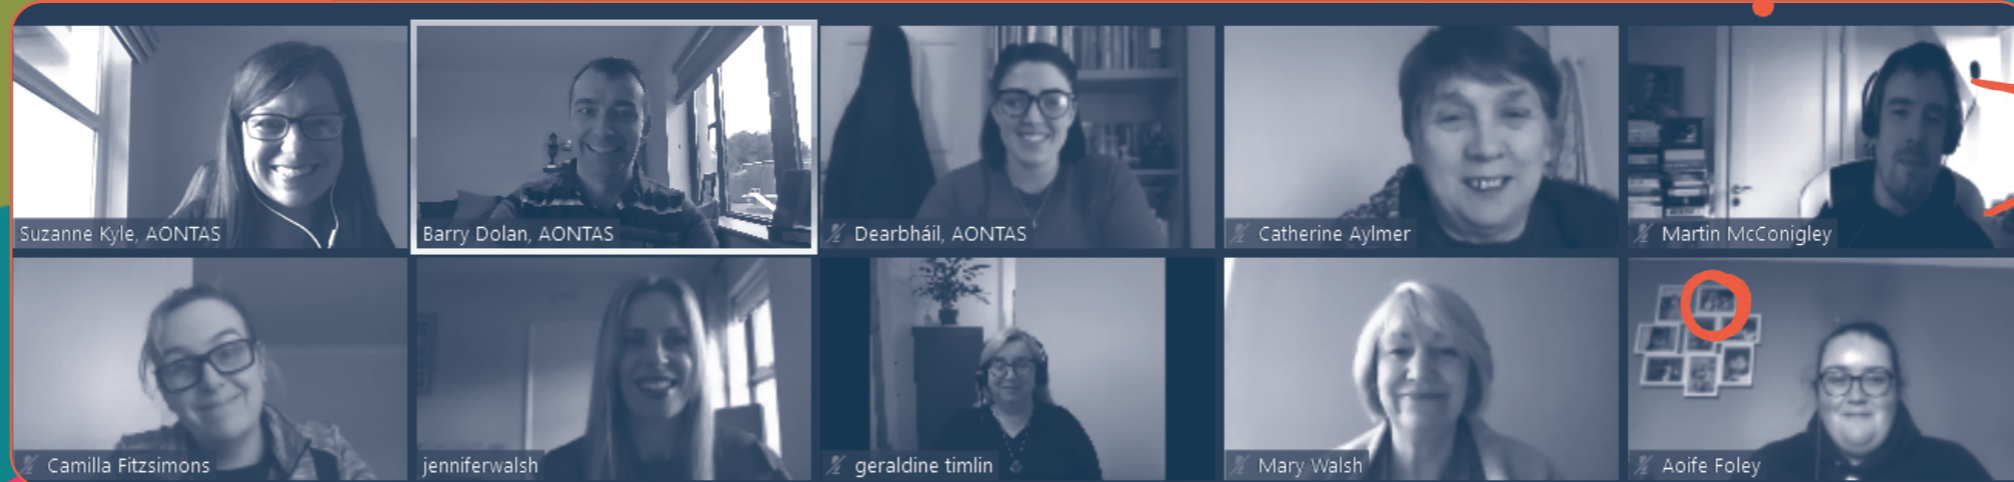 Suzanne Kyle, AONTAS
Barry Dolan, AONTAS
Dearbháil, AONTAS
Catherine Aylmer
Martin McConigley
Camilla Fitzsimons
jenniferwalsh
geraldine timlin
Mary Walsh
Aoife Foley